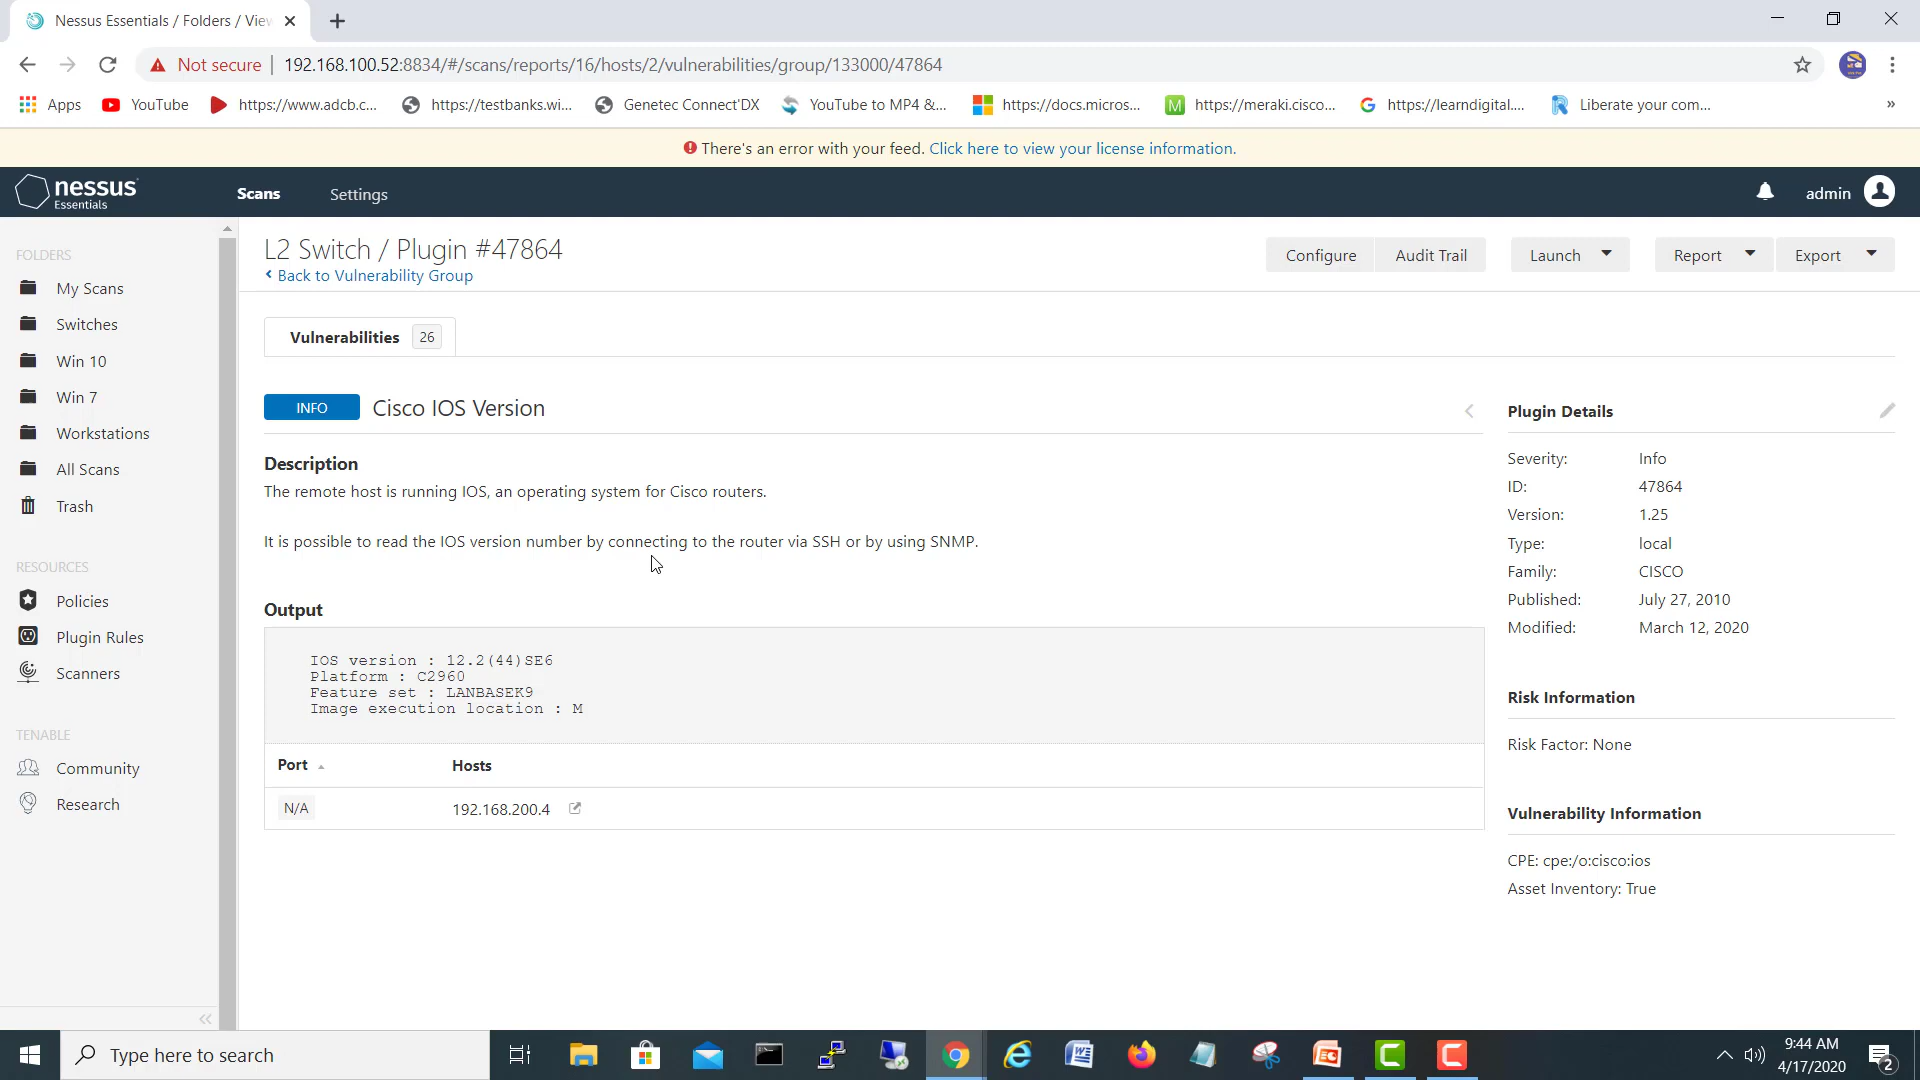 Nessus Essentials / Folders / View
Not secure | 192.168.100.52:8834/#/scans/reports/16/hosts/2/vulnerabilities/group/133000/47864
Apps YouTube https://www.adcb.c... https://testbanks.wi... Genetec Connect'DX YouTube to MP4 &... https://docs.micros... https://meraki.cisco... https://learndigital.... Liberate your com... »
There's an error with your feed. Click here to view your license information.
nessus
Essentials
Scans Settings admin
FOLDERS
My Scans
Switches
Win 10
Win 7
Workstations
All Scans
Trash
RESOURCES
Policies
Plugin Rules
Scanners
TENABLE
Community
Research
L2 Switch / Plugin #47864
Back to Vulnerability Group
Configure Audit Trail Launch Report Export
Vulnerabilities 26
INFO Cisco IOS Version
Description
The remote host is running IOS, an operating system for Cisco routers.
It is possible to read the IOS version number by connecting to the router via SSH or by using SNMP.
Output
IOS version : 12.2(44)SE6
Platform : C2960
Feature set : LANBASEK9
Image execution location : M
Port Hosts
N/A 192.168.200.4
Plugin Details
Severity: Info
ID: 47864
Version: 1.25
Type: local
Family: CISCO
Published: July 27, 2010
Modified: March 12, 2020
Risk Information
Risk Factor: None
Vulnerability Information
CPE: cpe:/o:cisco:ios
Asset Inventory: True
Type here to search
9:44 AM
4/17/2020
2